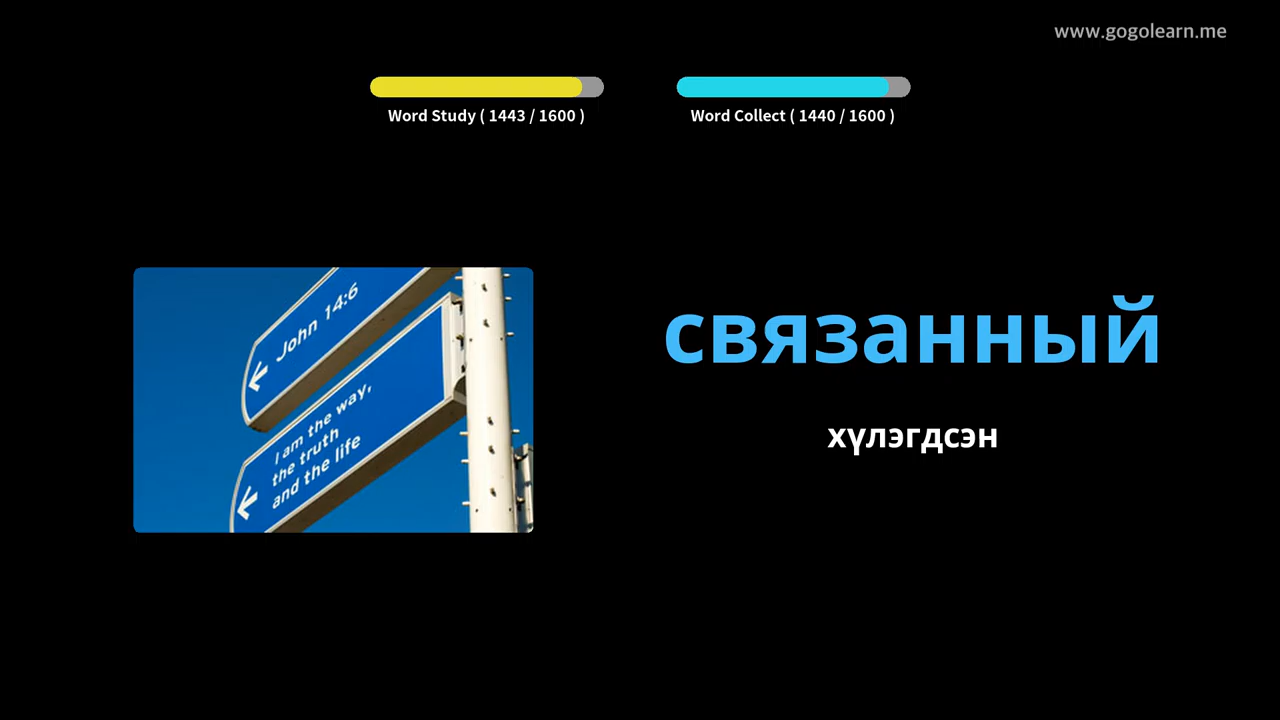 www.gogolearn.me
Word Study ( 1443 / 1600 )
Word Collect ( 1440 / 1600 )
John 14:6
I am the way,
the truth
and the life
связанный
хүлэгдсэн